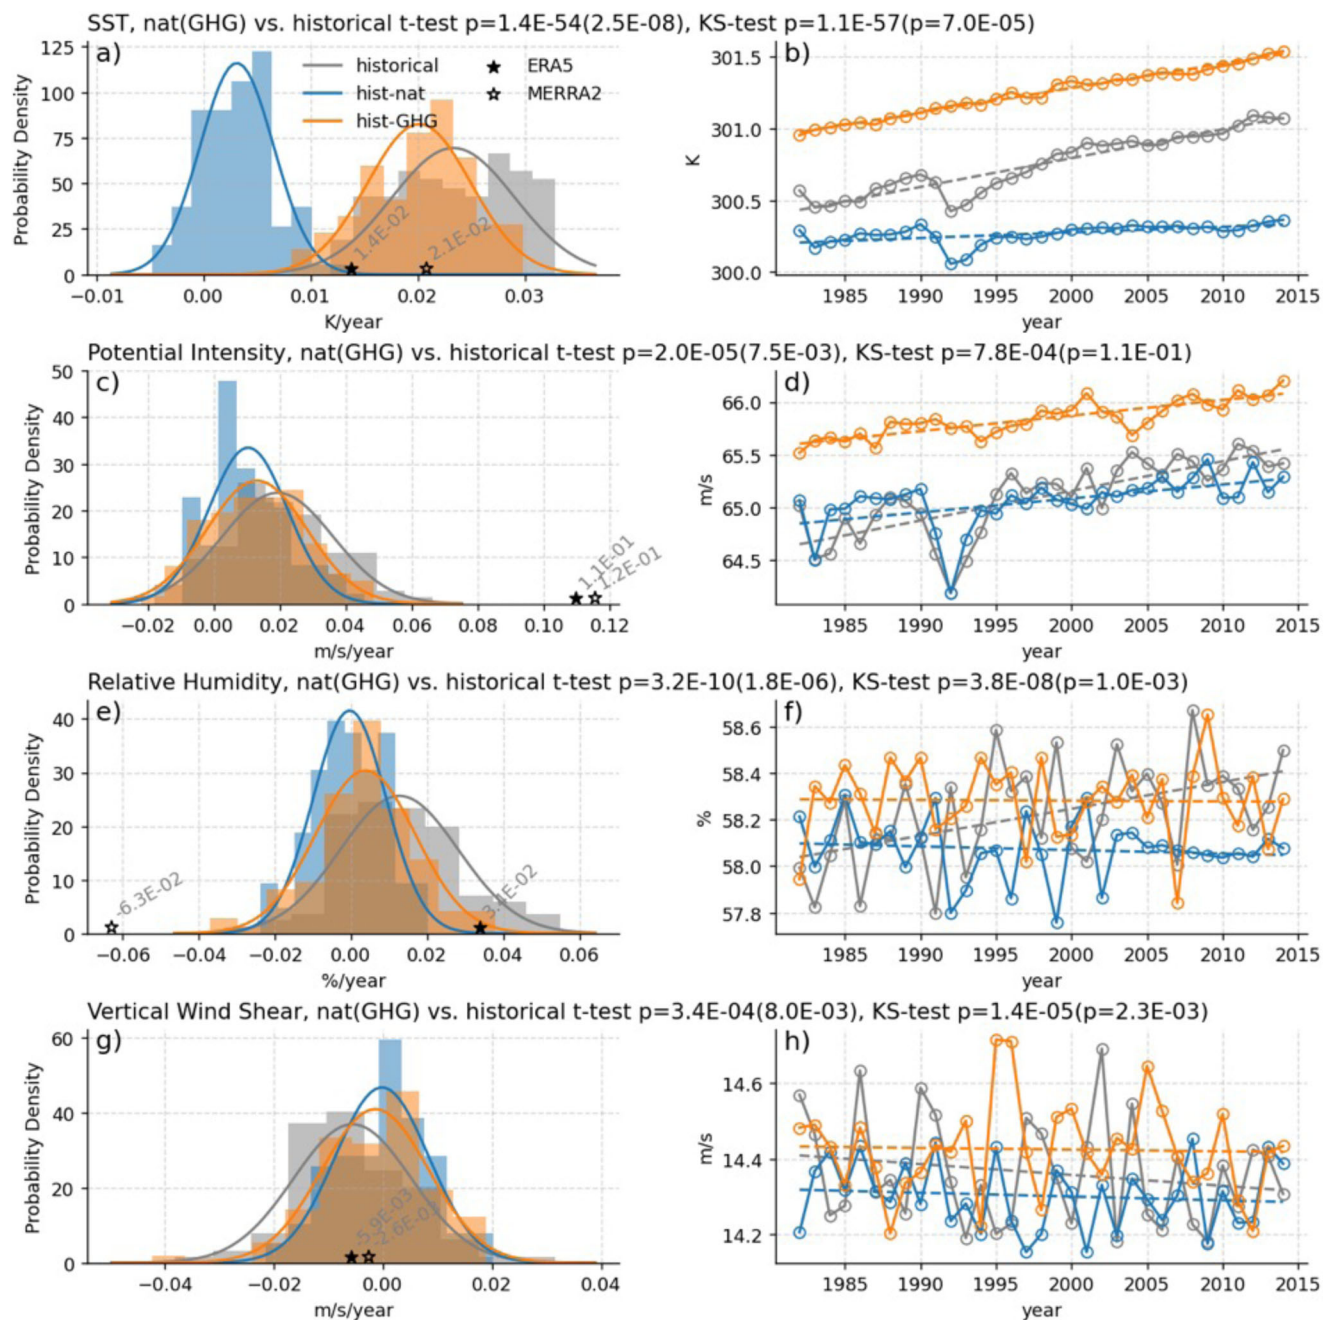 SST, nat(GHG) vs. historical t-test p=1.4E-54(2.5E-08), KS-test p=1.1E-57(p=7.0E-05)
a)
historical
hist-nat
hist-GHG
ERA5
MERRA2
Probability Density
125
100
75
50
25
0
1.4E-02
2.1E-02
−0.01 0.00 0.01 0.02 0.03
K/year
b)
K
301.5
301.0
300.5
300.0
1985 1990 1995 2000 2005 2010 2015
year
Potential Intensity, nat(GHG) vs. historical t-test p=2.0E-05(7.5E-03), KS-test p=7.8E-04(p=1.1E-01)
c)
Probability Density
50
40
30
20
10
0
1.1E-01
1.2E-01
−0.02 0.00 0.02 0.04 0.06 0.08 0.10 0.12
m/s/year
d)
m/s
66.0
65.5
65.0
64.5
1985 1990 1995 2000 2005 2010 2015
year
Relative Humidity, nat(GHG) vs. historical t-test p=3.2E-10(1.8E-06), KS-test p=3.8E-08(p=1.0E-03)
e)
Probability Density
40
30
20
10
0
-6.3E-02
−0.06 −0.04 −0.02 0.00 0.02 0.04 0.06
%/year
f)
%
58.6
58.4
58.2
58.0
57.8
1985 1990 1995 2000 2005 2010 2015
year
Vertical Wind Shear, nat(GHG) vs. historical t-test p=3.4E-04(8.0E-03), KS-test p=1.4E-05(p=2.3E-03)
g)
Probability Density
60
40
20
0
-5.9E-03
−0.04 −0.02 0.00 0.02 0.04
m/s/year
h)
m/s
14.6
14.4
14.2
1985 1990 1995 2000 2005 2010 2015
year